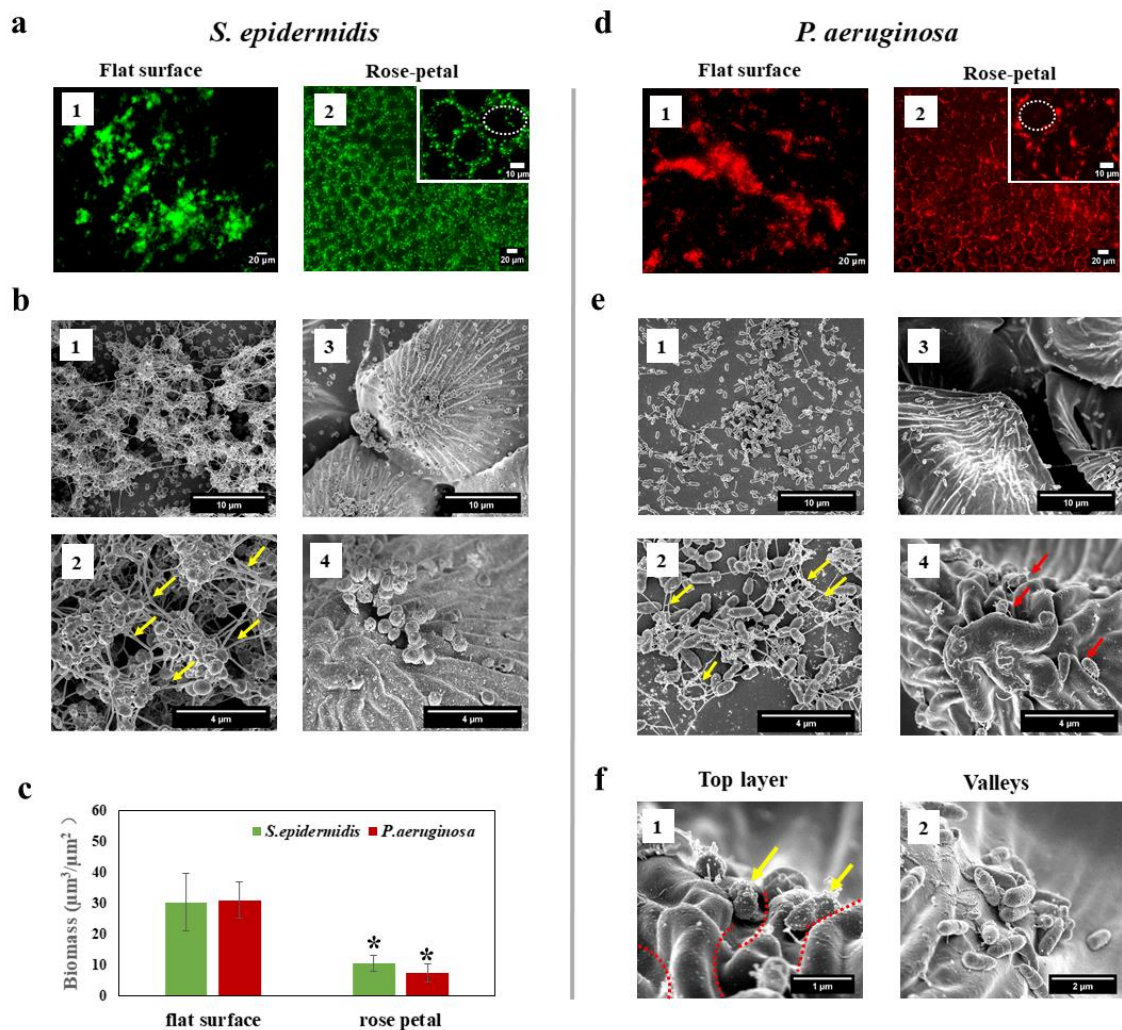 a
S. epidermidis
Flat surface
Rose-petal
1
2
10 µm
20 µm
20 µm
d
P. aeruginosa
Flat surface
Rose-petal
1
2
10 µm
20 µm
20 µm
b
1
3
10 µm
10 µm
2
4
4 µm
4 µm
e
1
3
10 µm
10 µm
2
4
4 µm
4 µm
c
60
50
40
30
20
10
0
Biomass (µm³/µm²)
S.epidermidis
P.aeruginosa
*
*
flat surface
rose petal
f
Top layer
Valleys
1
2
1 µm
2 µm